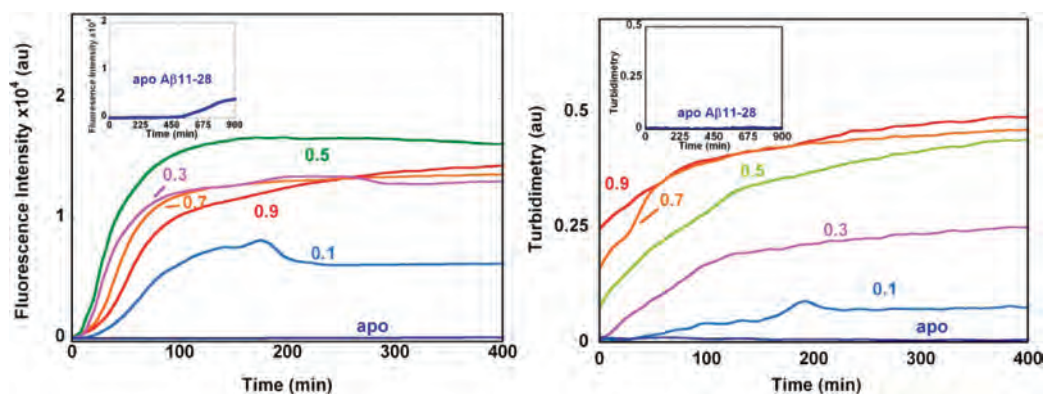 Fluorescence Intensity x10⁴ (au)
2
1
0
0 100 200 300 400
Time (min)
Fluorescence Intensity x10⁴
2
1
0
0 225 450 675 900
Time (min)
apo Aβ11-28
0.5
0.3
0.7
0.9
0.1
apo
Turbidimetry (au)
0.5
0.25
0
0 100 200 300 400
Time (min)
Turbidimetry
0.5
0.25
0
0 225 450 675 900
Time (min)
apo Aβ11-28
0.9
0.7
0.5
0.3
0.1
apo